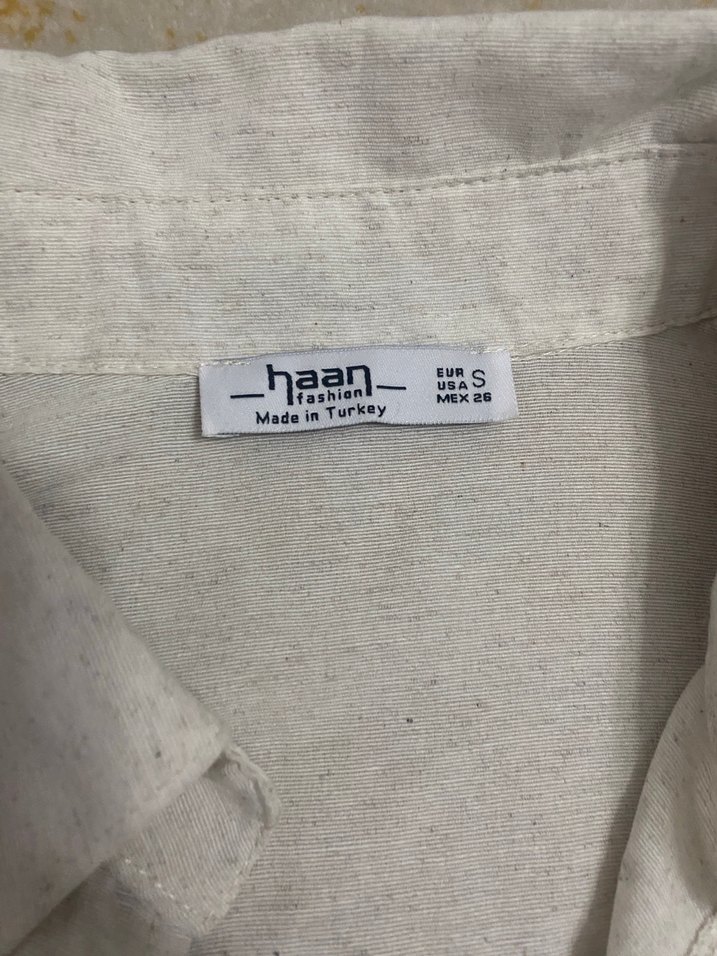 haan
fashion
Made in Turkey
EUR
USA S
MEX 26